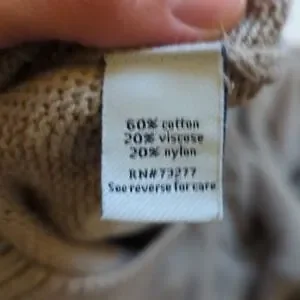 60% cotton
20% viscose
20% nylon
RN#73277
See reverse for care